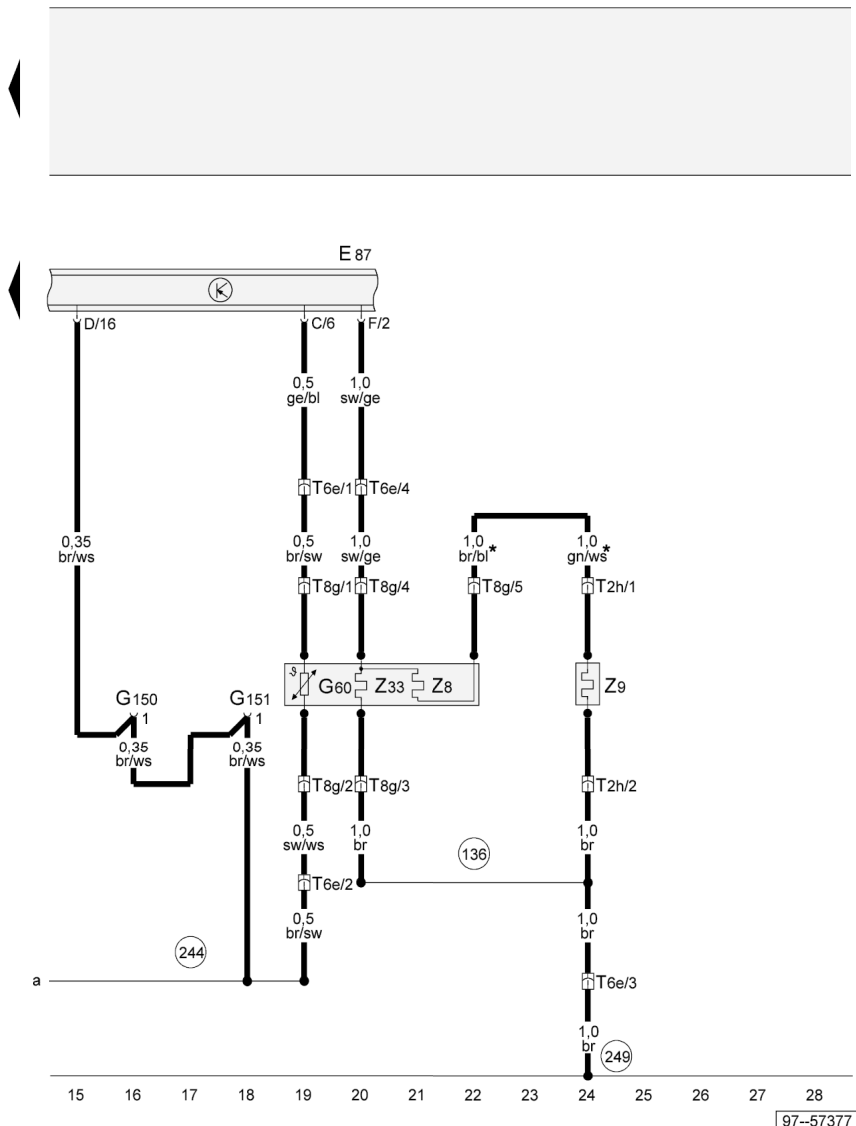 E 87
D/16 C/6 F/2
0,5 1,0
ge/bl sw/ge
T6e/1 T6e/4
0,35 0,5 1,0 1,0 1,0
br/ws br/sw sw/ge br/bl* gn/ws*
T8g/1 T8g/4 T8g/5 T2h/1
ϑ
G60 Z33 Z8 Z9
G150 G151
1 1
0,35 0,35
br/ws br/ws
T8g/2 T8g/3 T2h/2
0,5 1,0 1,0
sw/ws br br
136
T6e/2
0,5 1,0
br/sw br
244
a
T6e/3
1,0
br
249
15 16 17 18 19 20 21 22 23 24 25 26 27 28
97--57377